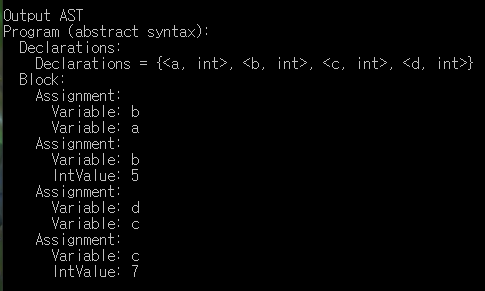 Output AST
Program (abstract syntax):
Declarations:
Declarations = {<a, int>, <b, int>, <c, int>, <d, int>}
Block:
Assignment:
Variable: b
Variable: a
Assignment:
Variable: b
IntValue: 5
Assignment:
Variable: d
Variable: c
Assignment:
Variable: c
IntValue: 7